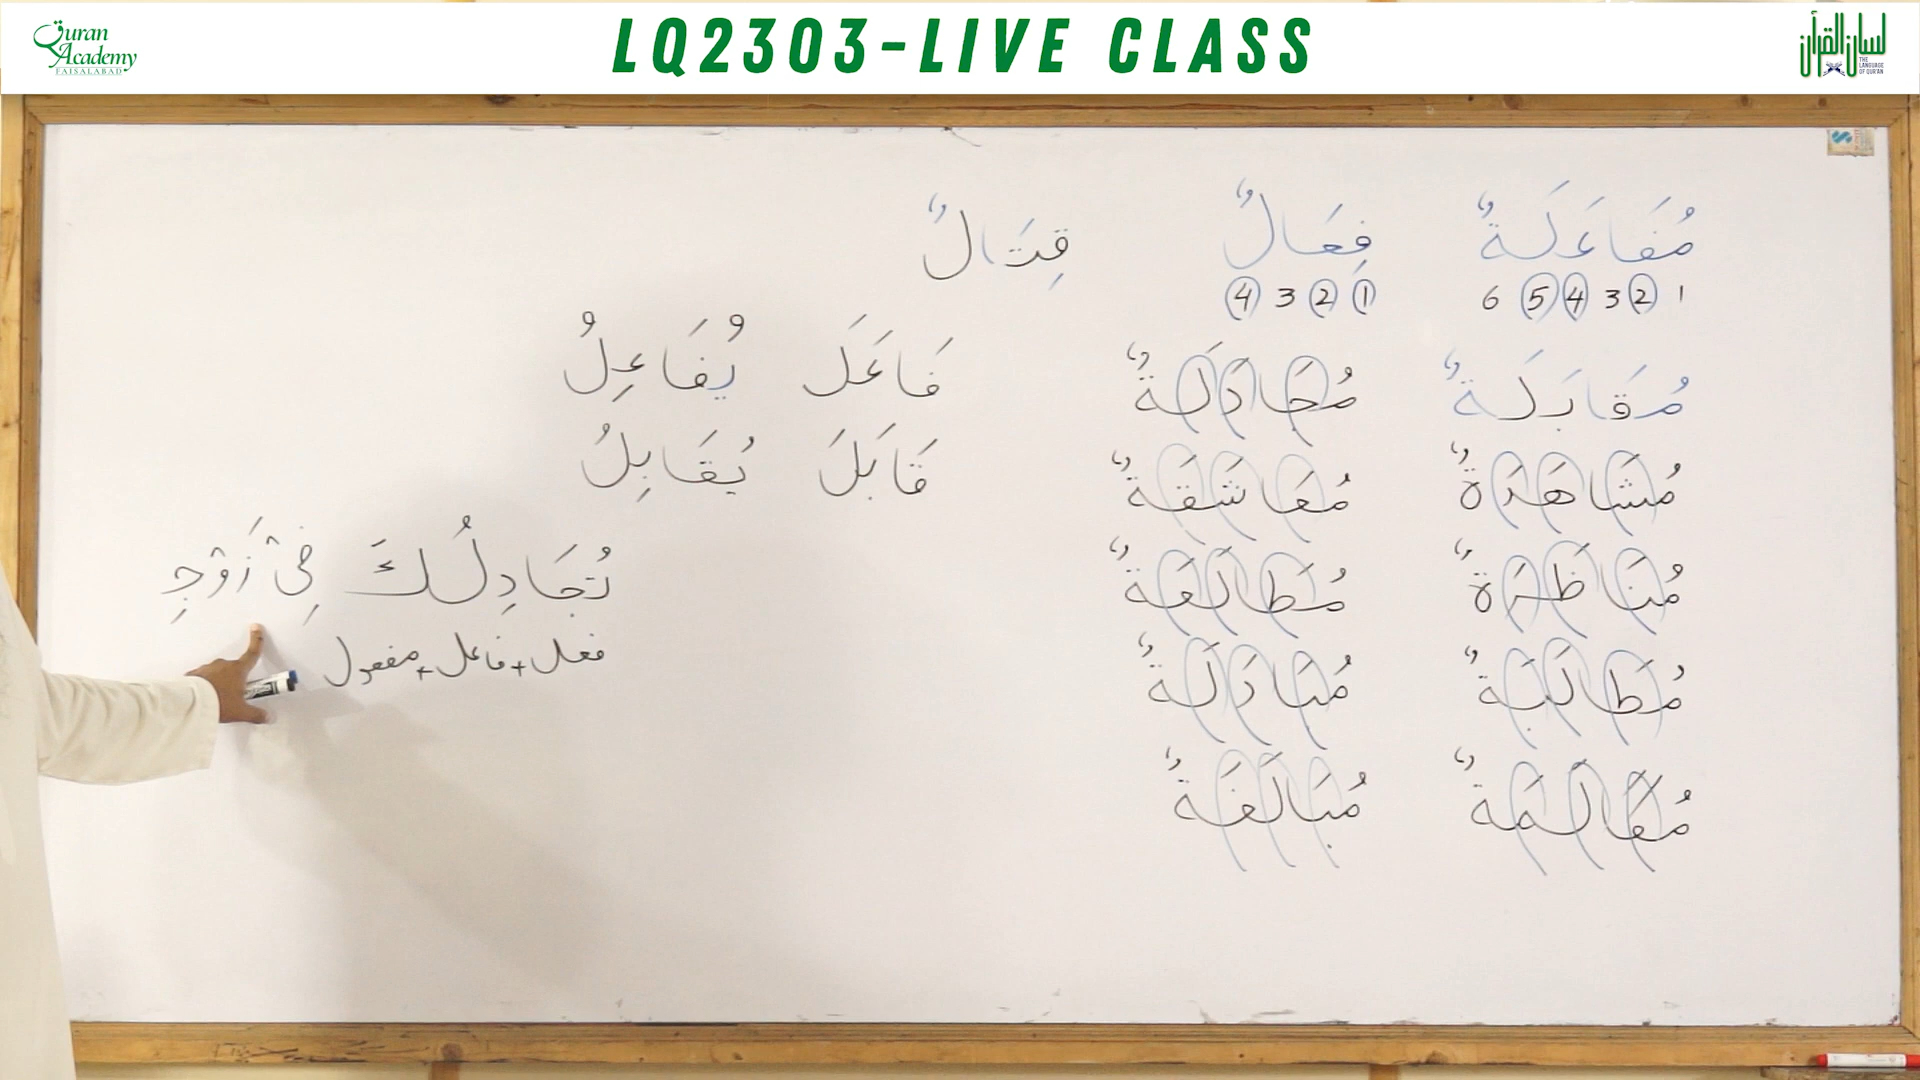 Quran Academy
FAISALABAD
LQ2303-LIVE CLASS
لسان القرآن
THE LANGUAGE OF QUR'AN
مُفَاعَلَةٌ فِعَالٌ قِتَالٌ
1 2 3 4 5 6 1 2 3 4
فَاعَلَ يُفَاعِلُ
مُقَابَلَةٌ مُجَادَلَةٌ
قَابَلَ يُقَابِلُ
مُشَاهَدَةٌ مُعَاشَقَةٌ
مُنَاظَرَةٌ مُطَالَعَةٌ
تُجَادِلُكَ فِيْ زَوْجِ
فعل + فاعل + مفعول
مُطَالَبَةٌ مُبَادَلَةٌ
مُبَالَغَةٌ